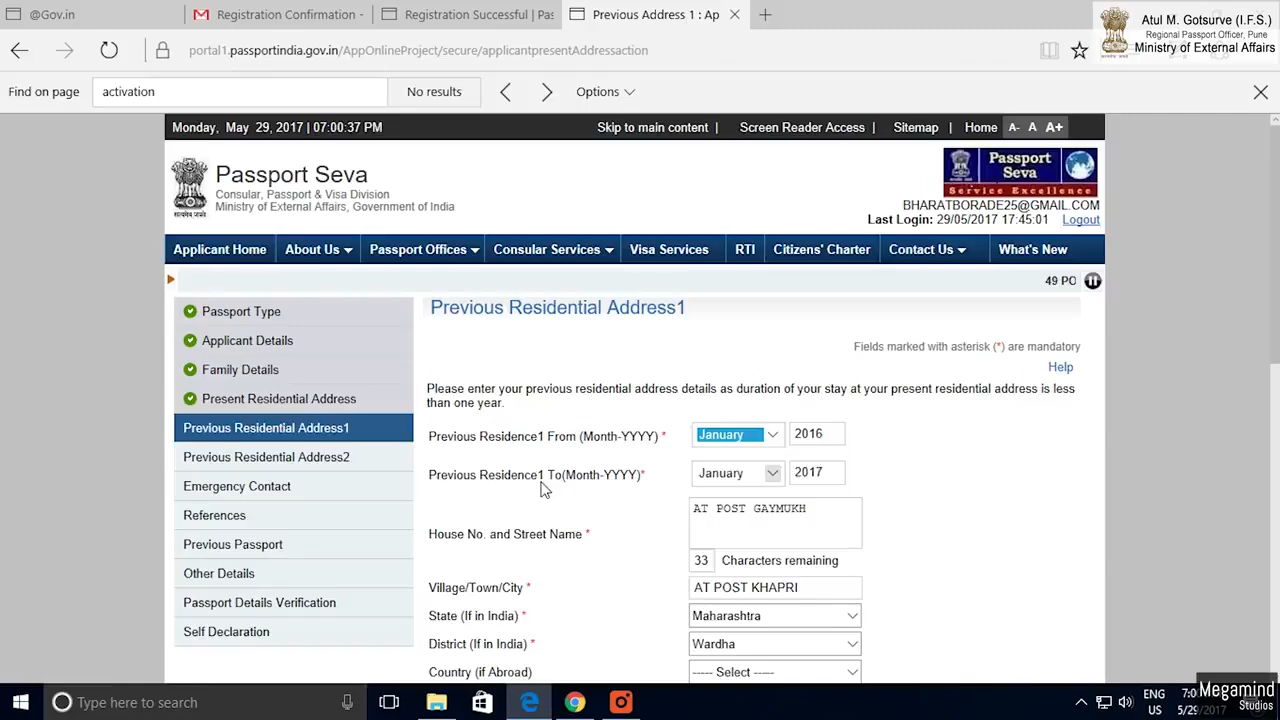 @Gov.in
Registration Confirmation -
Registration Successful | Pas
Previous Address 1 : Ap
Atul M. Gotsurve (I.F.S.)
Regional Passport Officer, Pune
Ministry of External Affairs
portal1.passportindia.gov.in/AppOnlineProject/secure/applicantpresentAddressaction
Find on page activation No results Options
Monday, May 29, 2017 | 07:00:37 PM Skip to main content | Screen Reader Access | Sitemap | Home A- A A+
Passport Seva
Consular, Passport & Visa Division
Ministry of External Affairs, Government of India
सत्यमेव जयते
Passport Seva
Service Excellence
BHARATBORADE25@GMAIL.COM
Last Login: 29/05/2017 17:45:01 Logout
Applicant Home About Us Passport Offices Consular Services Visa Services RTI Citizens' Charter Contact Us What's New
49 PO
Passport Type
Applicant Details
Family Details
Present Residential Address
Previous Residential Address1
Previous Residential Address2
Emergency Contact
References
Previous Passport
Other Details
Passport Details Verification
Self Declaration
Previous Residential Address1
Fields marked with asterisk (*) are mandatory
Help
Please enter your previous residential address details as duration of your stay at your present residential address is less
than one year.
Previous Residence1 From (Month-YYYY) * January 2016
Previous Residence1 To(Month-YYYY)* January 2017
House No. and Street Name * AT POST GAYMUKH
33 Characters remaining
Village/Town/City * AT POST KHAPRI
State (If in India) * Maharashtra
District (If in India) * Wardha
Country (if Abroad) ----- Select -----
Type here to search
ENG
US
7:0
5/29/2017
Megamind
Studios